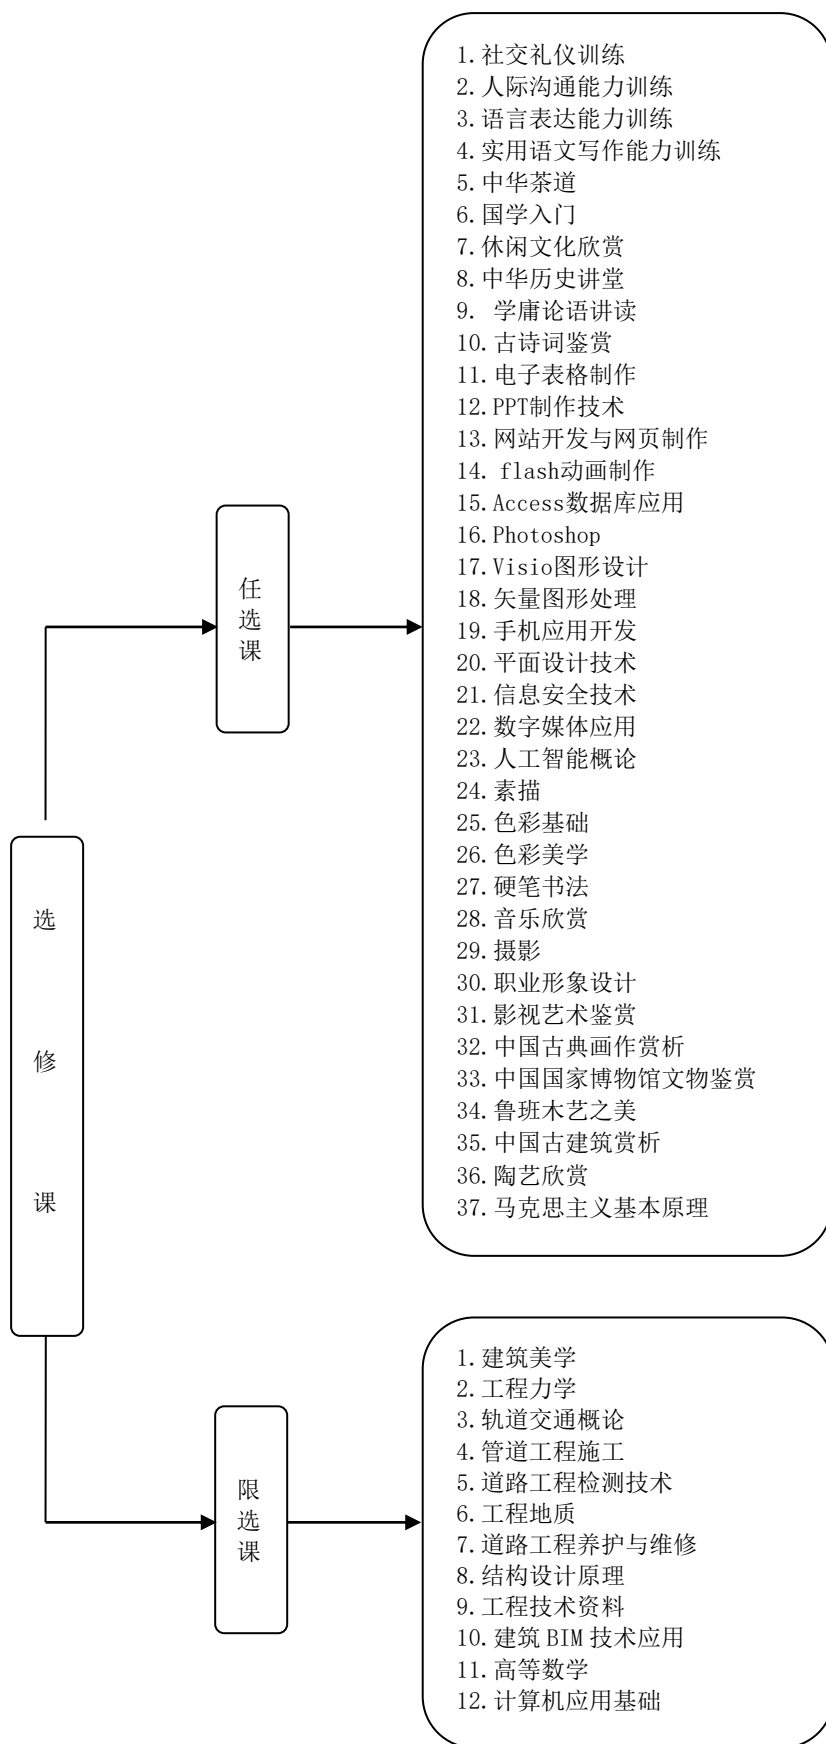 选
修
课
任
选
课
1.社交礼仪训练
2.人际沟通能力训练
3.语言表达能力训练
4.实用语文写作能力训练
5.中华茶道
6.国学入门
7.休闲文化欣赏
8.中华历史讲堂
9. 学庸论语讲读
10.古诗词鉴赏
11.电子表格制作
12.PPT制作技术
13.网站开发与网页制作
14. flash动画制作
15.Access数据库应用
16.Photoshop
17.Visio图形设计
18.矢量图形处理
19.手机应用开发
20.平面设计技术
21.信息安全技术
22.数字媒体应用
23.人工智能概论
24.素描
25.色彩基础
26.色彩美学
27.硬笔书法
28.音乐欣赏
29.摄影
30.职业形象设计
31.影视艺术鉴赏
32.中国古典画作赏析
33.中国国家博物馆文物鉴赏
34.鲁班木艺之美
35.中国古建筑赏析
36.陶艺欣赏
37.马克思主义基本原理
限
选
课
1.建筑美学
2.工程力学
3.轨道交通概论
4.管道工程施工
5.道路工程检测技术
6.工程地质
7.道路工程养护与维修
8.结构设计原理
9.工程技术资料
10.建筑 BIM 技术应用
11.高等数学
12.计算机应用基础